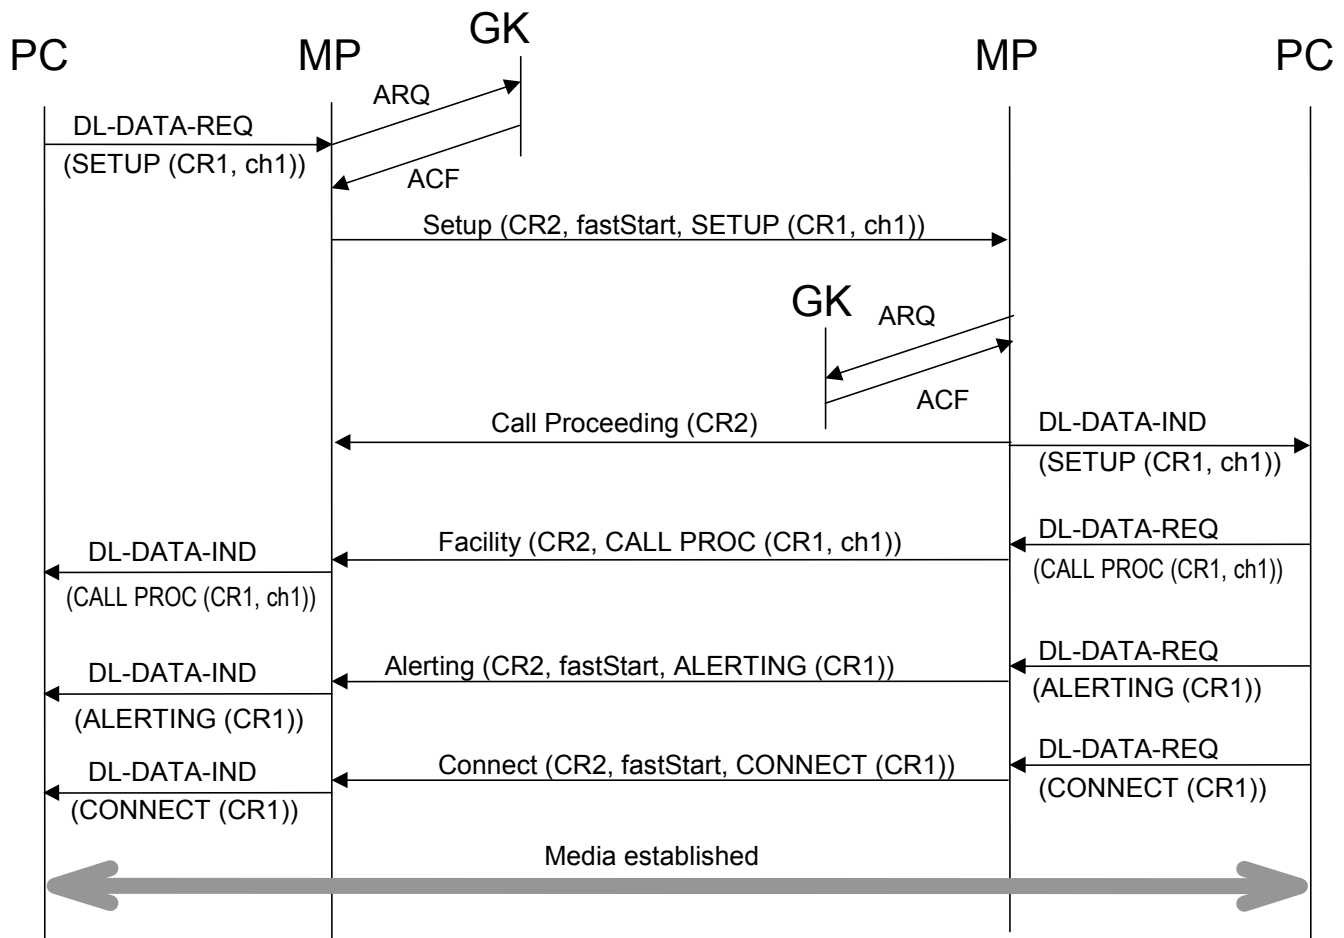 PC
MP
GK
MP
PC
ARQ
DL-DATA-REQ
(SETUP (CR1, ch1))
ACF
Setup (CR2, fastStart, SETUP (CR1, ch1))
GK
ARQ
ACF
Call Proceeding (CR2)
DL-DATA-IND
(SETUP (CR1, ch1))
DL-DATA-REQ
(CALL PROC (CR1, ch1))
Facility (CR2, CALL PROC (CR1, ch1))
DL-DATA-IND
(CALL PROC (CR1, ch1))
DL-DATA-REQ
(ALERTING (CR1))
Alerting (CR2, fastStart, ALERTING (CR1))
DL-DATA-IND
(ALERTING (CR1))
DL-DATA-REQ
(CONNECT (CR1))
Connect (CR2, fastStart, CONNECT (CR1))
DL-DATA-IND
(CONNECT (CR1))
Media established